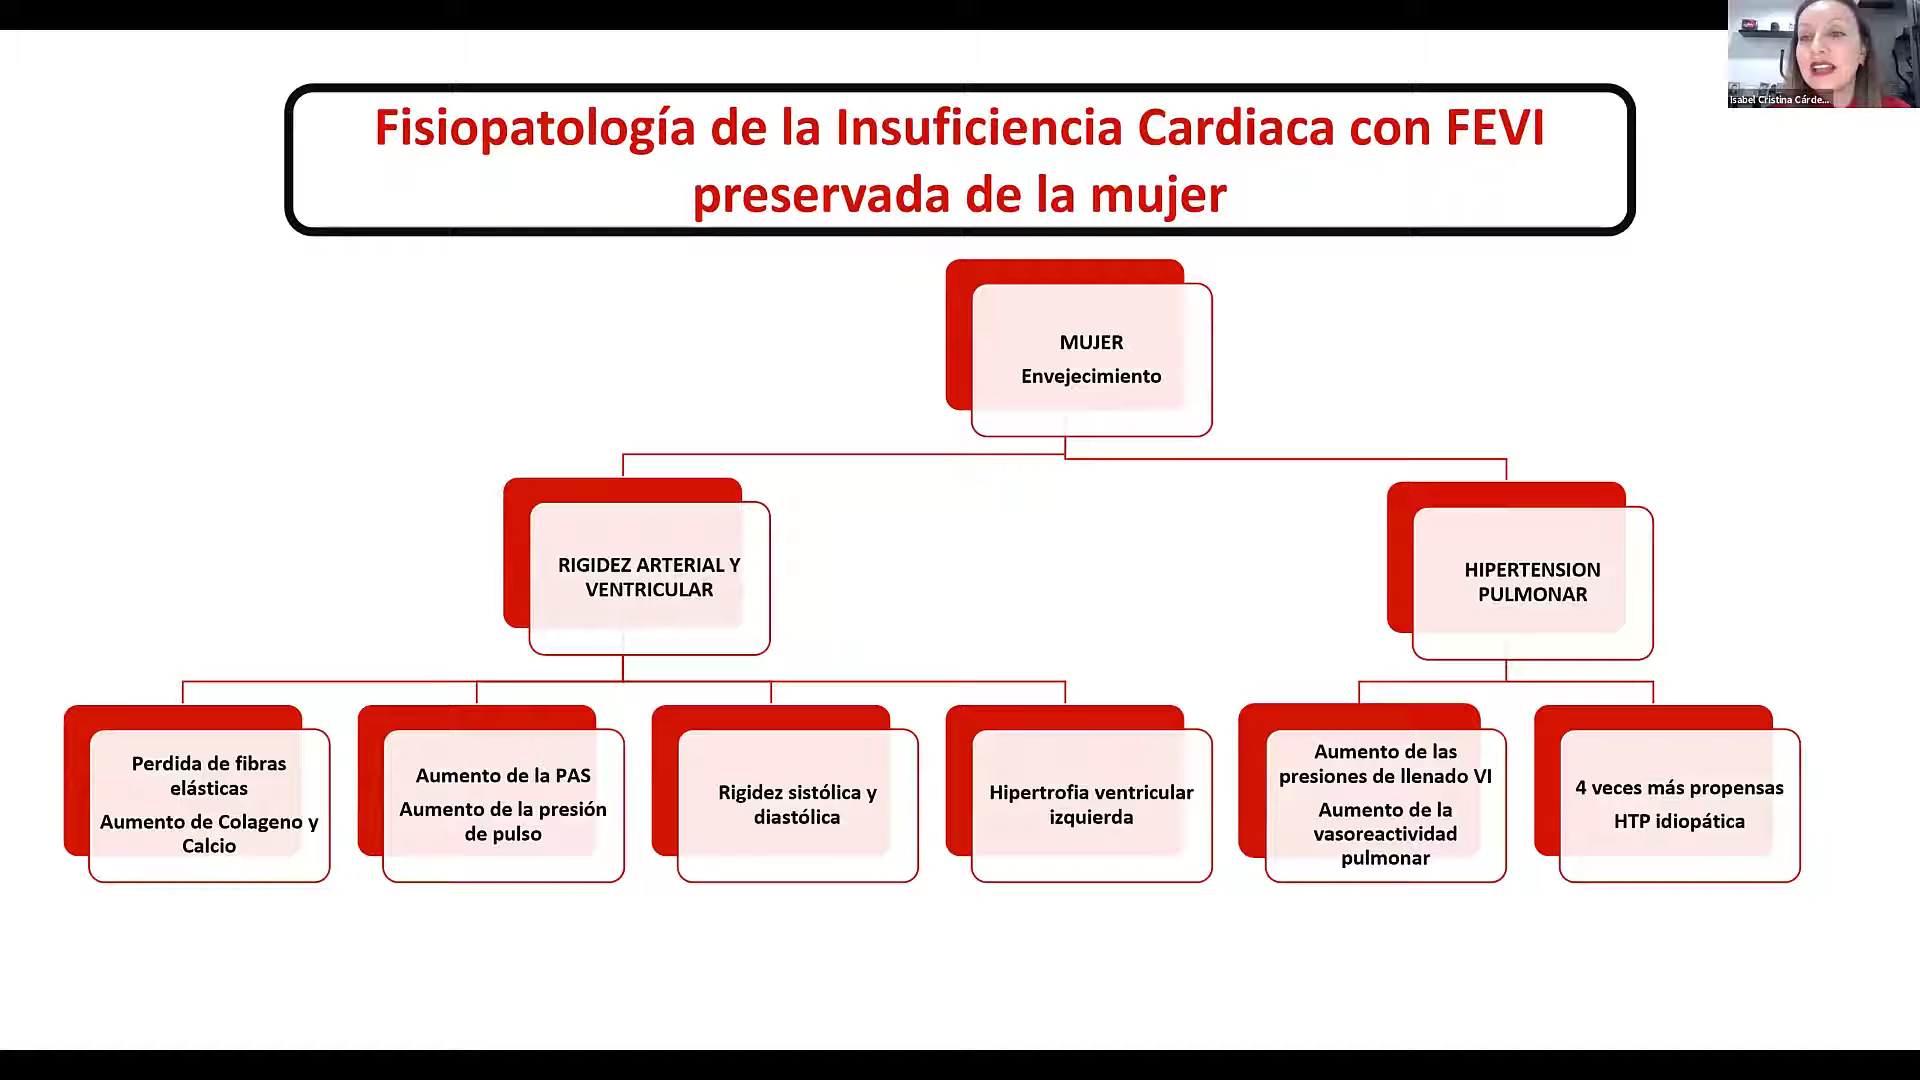 Isabel Cristina Cárde...
Fisiopatología de la Insuficiencia Cardiaca con FEVI
preservada de la mujer
MUJER
Envejecimiento
RIGIDEZ ARTERIAL Y
VENTRICULAR
HIPERTENSION
PULMONAR
Perdida de fibras
elásticas
Aumento de Colageno y
Calcio
Aumento de la PAS
Aumento de la presión
de pulso
Rigidez sistólica y
diastólica
Hipertrofia ventricular
izquierda
Aumento de las
presiones de llenado VI
Aumento de la
vasoreactividad
pulmonar
4 veces más propensas
HTP idiopática